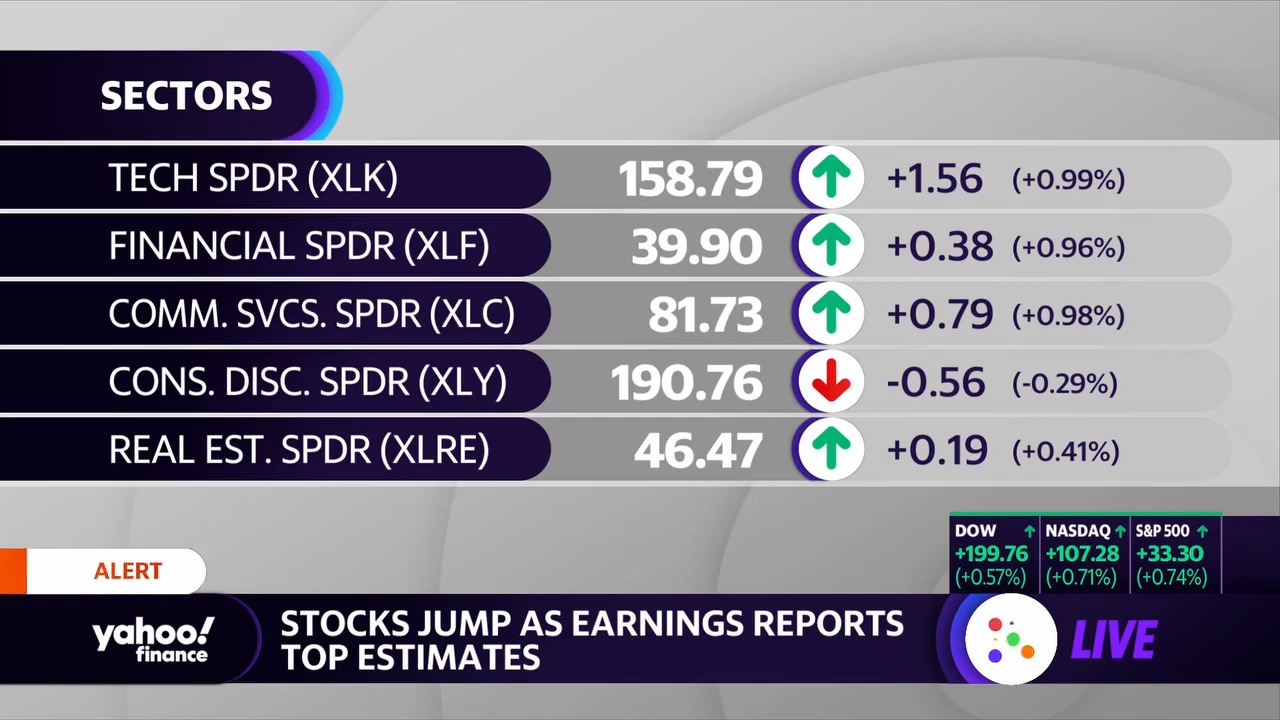 SECTORS
TECH SPDR (XLK) 158.79 +1.56 (+0.99%)
FINANCIAL SPDR (XLF) 39.90 +0.38 (+0.96%)
COMM. SVCS. SPDR (XLC) 81.73 +0.79 (+0.98%)
CONS. DISC. SPDR (XLY) 190.76 -0.56 (-0.29%)
REAL EST. SPDR (XLRE) 46.47 +0.19 (+0.41%)
DOW NASDAQ S&P 500
+199.76 +107.28 +33.30
(+0.57%) (+0.71%) (+0.74%)
ALERT
yahoo!
finance
STOCKS JUMP AS EARNINGS REPORTS
TOP ESTIMATES
LIVE